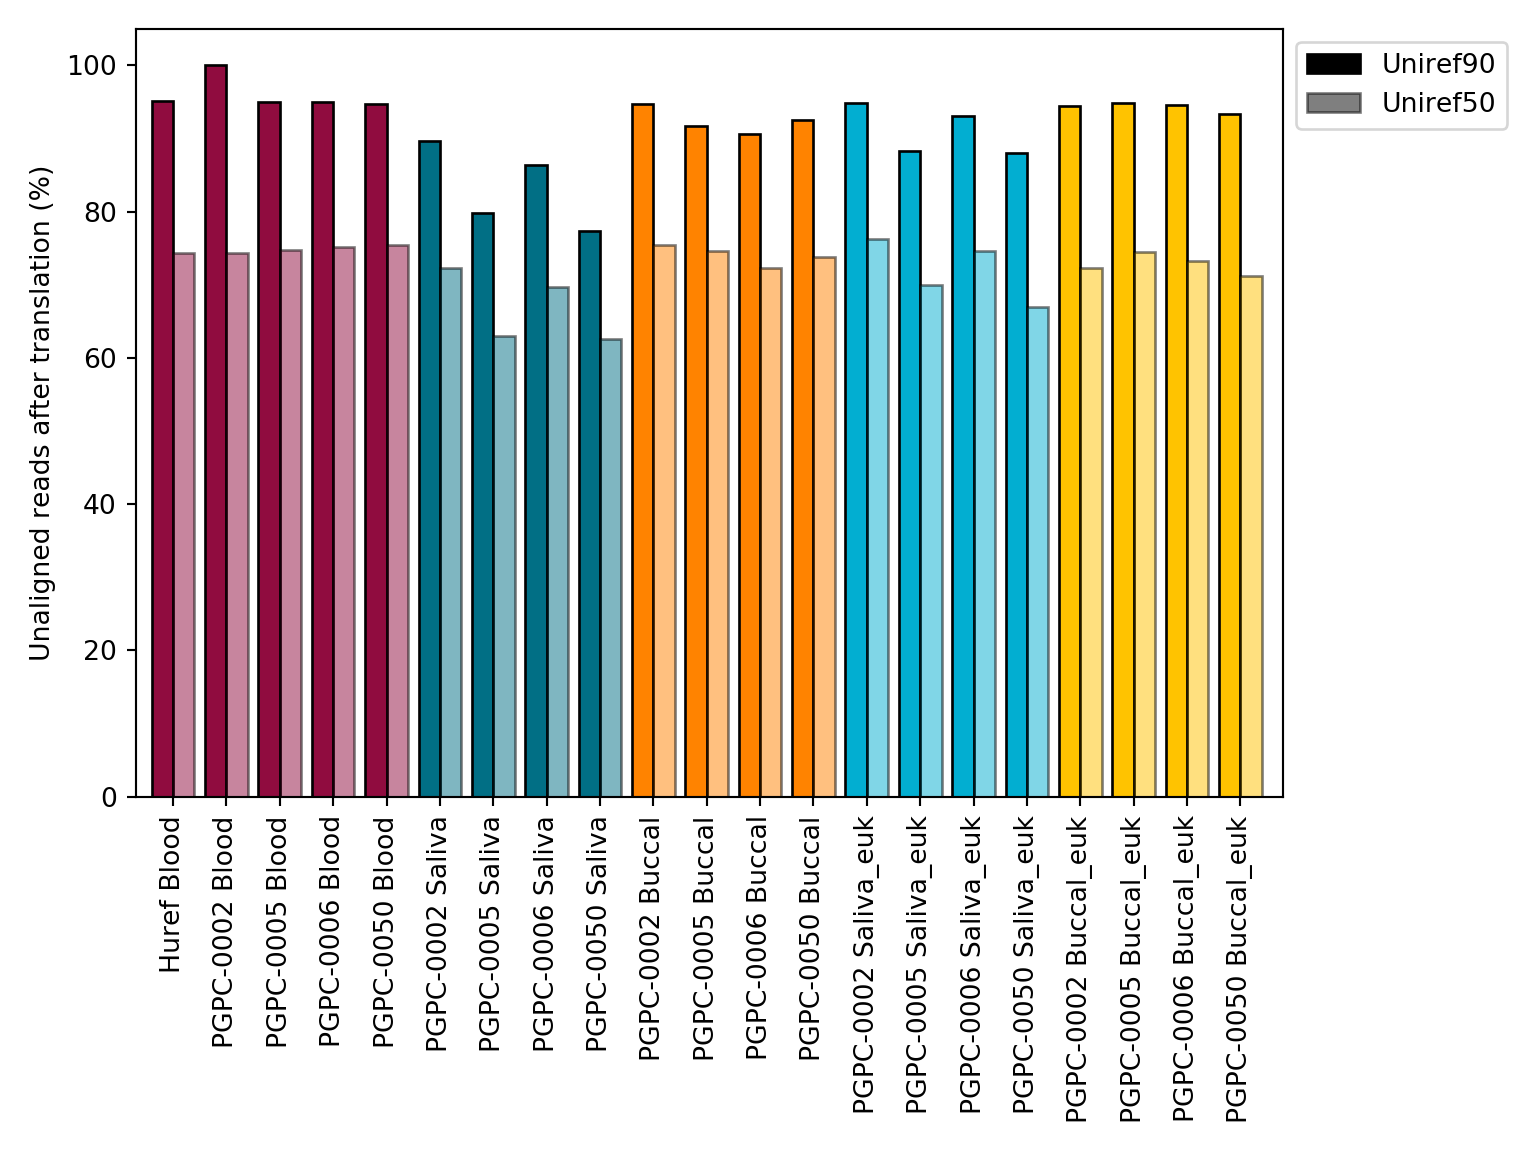 Unaligned reads after translation (%)
100
80
60
40
20
0
Uniref90
Uniref50
Huref Blood
PGPC-0002 Blood
PGPC-0005 Blood
PGPC-0006 Blood
PGPC-0050 Blood
PGPC-0002 Saliva
PGPC-0005 Saliva
PGPC-0006 Saliva
PGPC-0050 Saliva
PGPC-0002 Buccal
PGPC-0005 Buccal
PGPC-0006 Buccal
PGPC-0050 Buccal
PGPC-0002 Saliva_euk
PGPC-0005 Saliva_euk
PGPC-0006 Saliva_euk
PGPC-0050 Saliva_euk
PGPC-0002 Buccal_euk
PGPC-0005 Buccal_euk
PGPC-0006 Buccal_euk
PGPC-0050 Buccal_euk